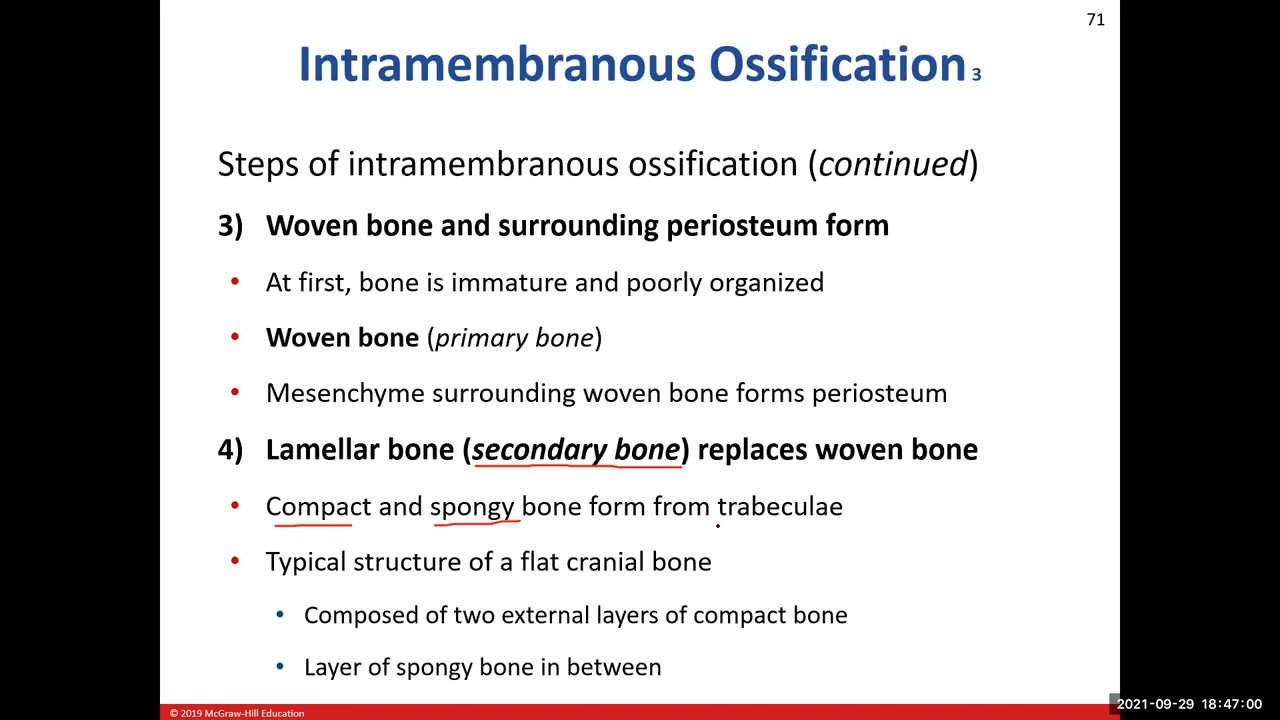 71
Intramembranous Ossification 3
Steps of intramembranous ossification (continued)
3) Woven bone and surrounding periosteum form
• At first, bone is immature and poorly organized
• Woven bone (primary bone)
• Mesenchyme surrounding woven bone forms periosteum
4) Lamellar bone (secondary bone) replaces woven bone
• Compact and spongy bone form from trabeculae
• Typical structure of a flat cranial bone
• Composed of two external layers of compact bone
• Layer of spongy bone in between
© 2019 McGraw-Hill Education
2021-09-29 18:47:00